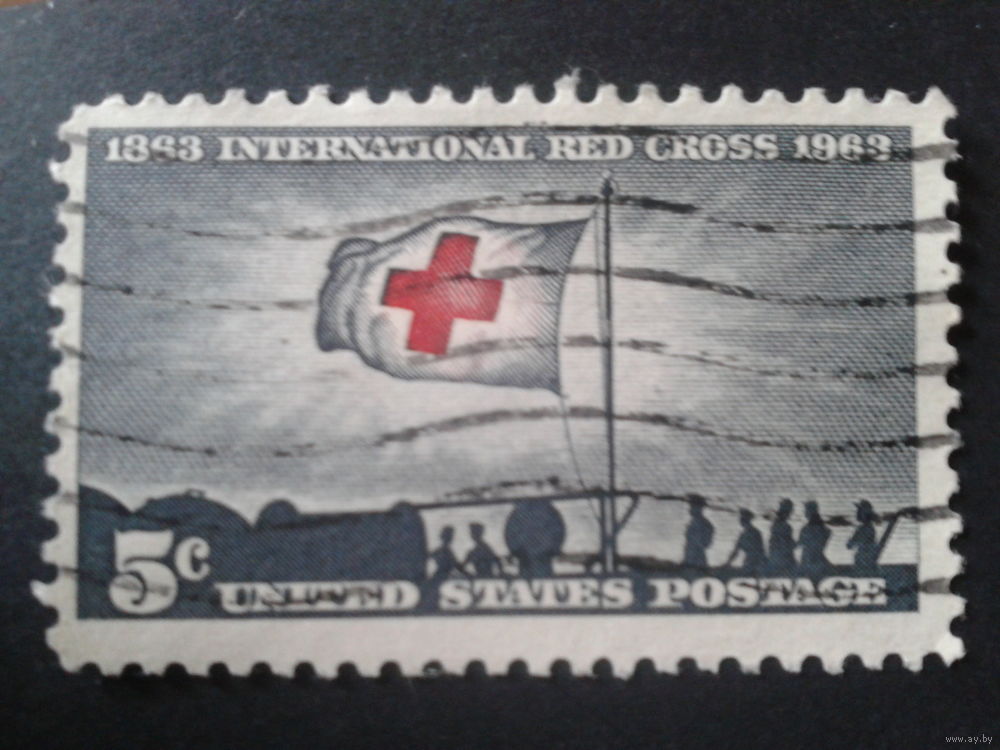 1863 INTERNATIONAL RED CROSS 1963
5c
UNITED STATES POSTAGE
www.ay.by